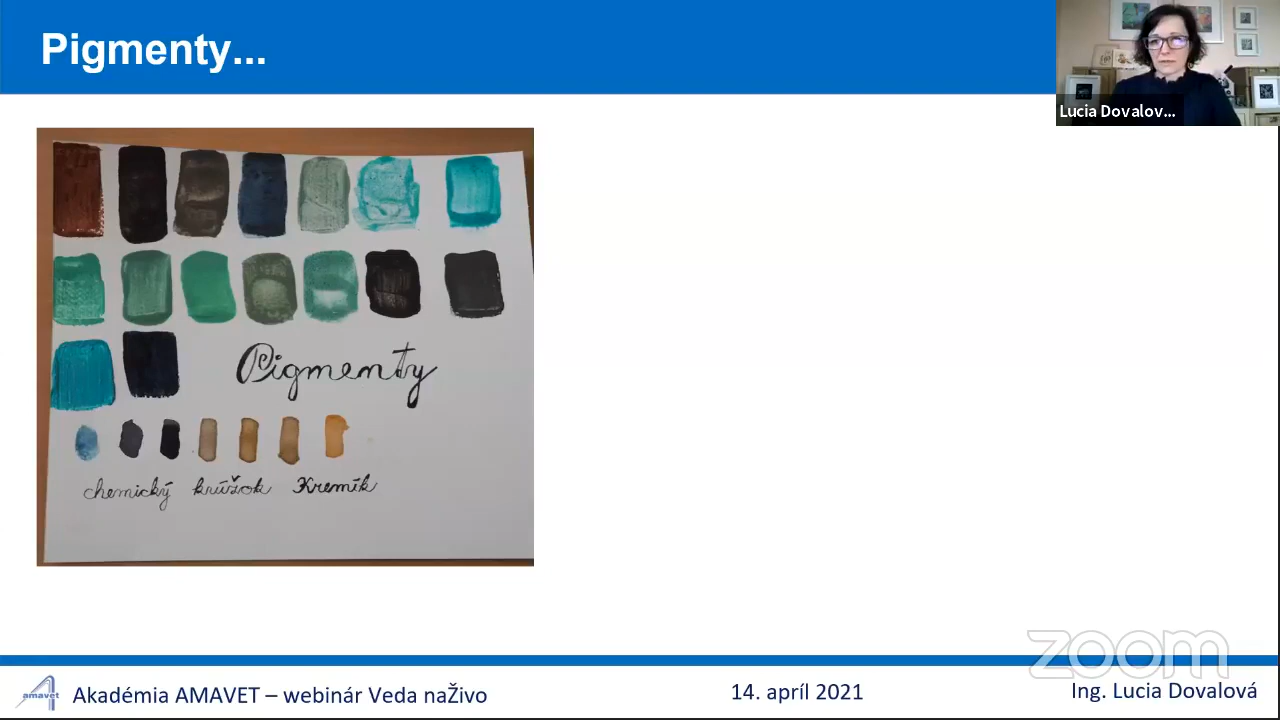 Pigmenty...
Lucia Dovalov...
Pigmenty
chemický krúžok Kremík
zoom
amavet
Akadémia AMAVET – webinár Veda naŽivo
14. apríl 2021
Ing. Lucia Dovalová